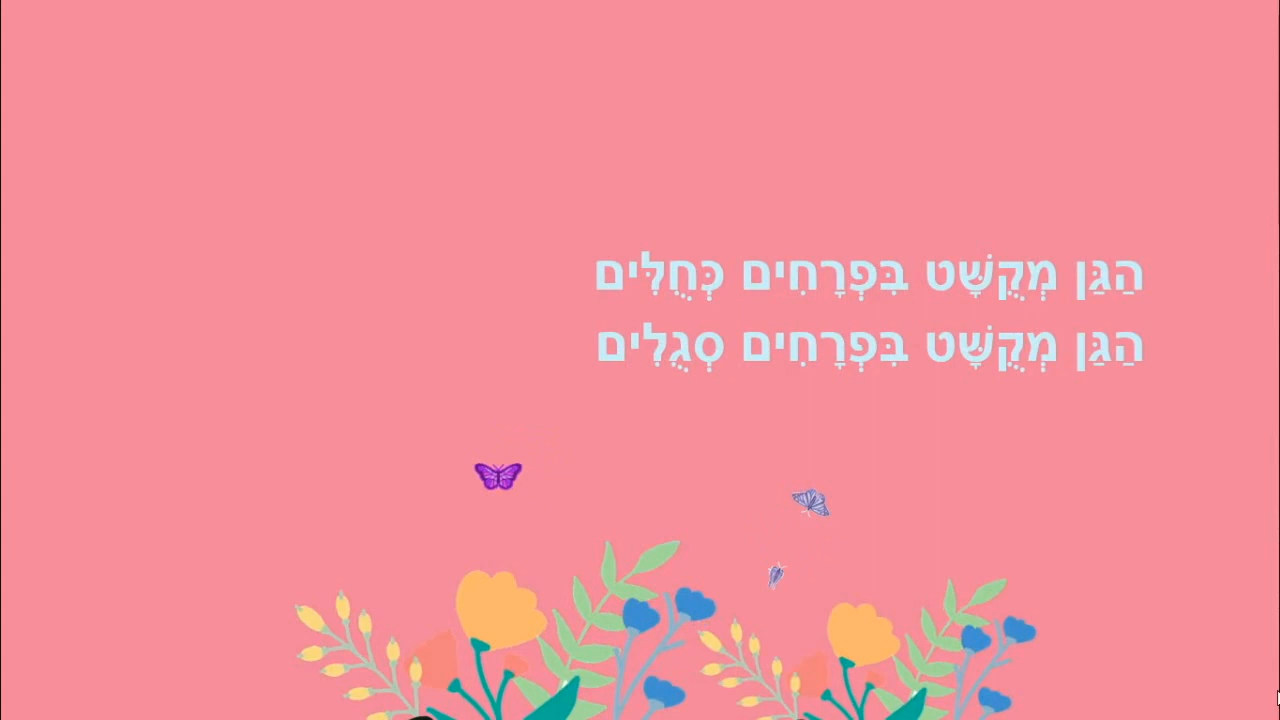 הַגַּן מְקֻשָּׁט בִּפְרָחִים כְּחֻלִּים
הַגַּן מְקֻשָּׁט בִּפְרָחִים סְגֻלִים